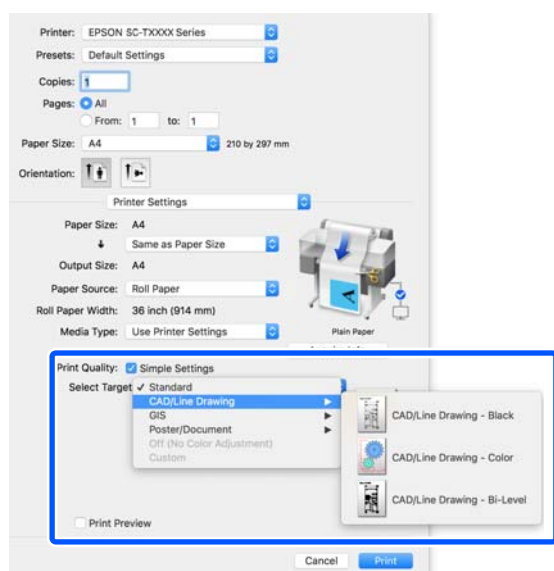 Printer: EPSON SC-TXXXX Series
Presets: Default Settings
Copies: 1
Pages: All
From: 1 to: 1
Paper Size: A4 210 by 297 mm
Orientation:
Printer Settings
Paper Size: A4
Same as Paper Size
Output Size: A4
Paper Source: Roll Paper
Roll Paper Width: 36 inch (914 mm)
Media Type: Use Printer Settings
Plain Paper
Print Quality: Simple Settings
Select Target ✓ Standard
CAD/Line Drawing
GIS
Poster/Document
Off (No Color Adjustment)
Custom
CAD/Line Drawing - Black
CAD/Line Drawing - Color
CAD/Line Drawing - Bi-Level
Print Preview
Cancel Print